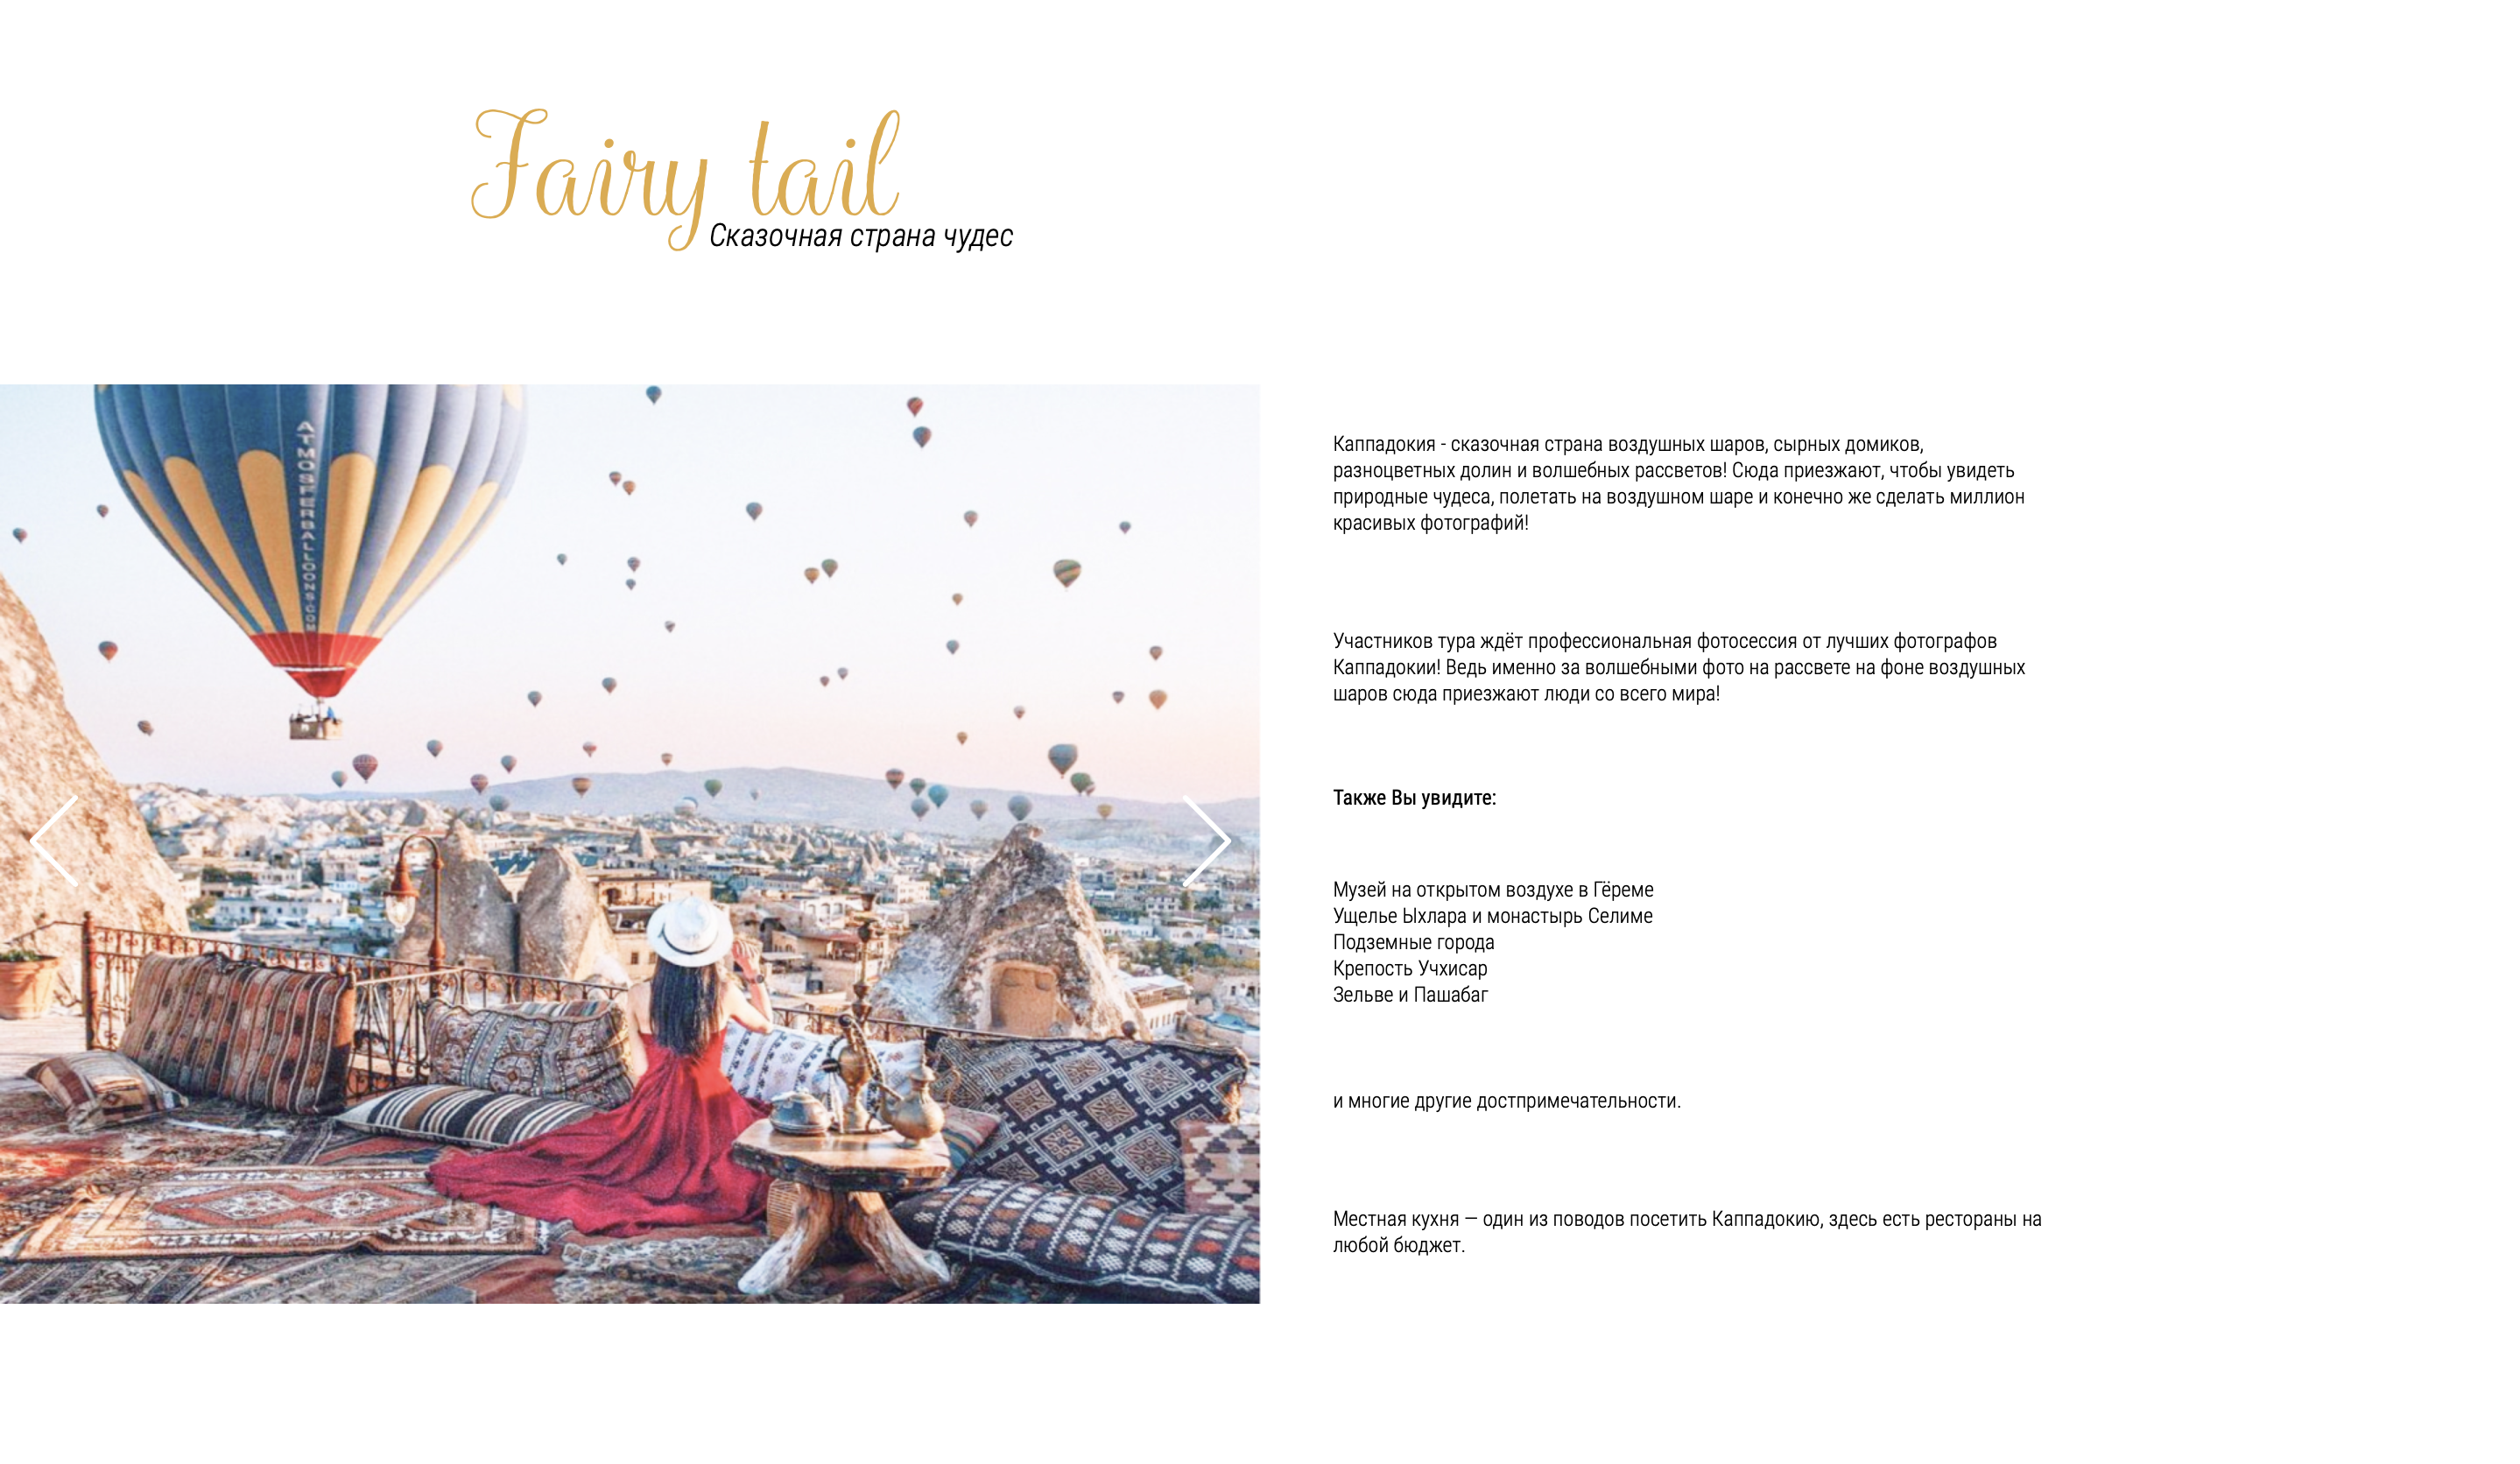 Fairy tail
Сказочная страна чудес
ATMOSFERBALLOONS.COM
Каппадокия - сказочная страна воздушных шаров, сырных домиков,
разноцветных долин и волшебных рассветов! Сюда приезжают, чтобы увидеть
природные чудеса, полетать на воздушном шаре и конечно же сделать миллион
красивых фотографий!
Участников тура ждёт профессиональная фотосессия от лучших фотографов
Каппадокии! Ведь именно за волшебными фото на рассвете на фоне воздушных
шаров сюда приезжают люди со всего мира!
Также Вы увидите:
Музей на открытом воздухе в Гёреме
Ущелье Ыхлара и монастырь Селиме
Подземные города
Крепость Учхисар
Зельве и Пашабаг
и многие другие достпримечательности.
Местная кухня — один из поводов посетить Каппадокию, здесь есть рестораны на
любой бюджет.